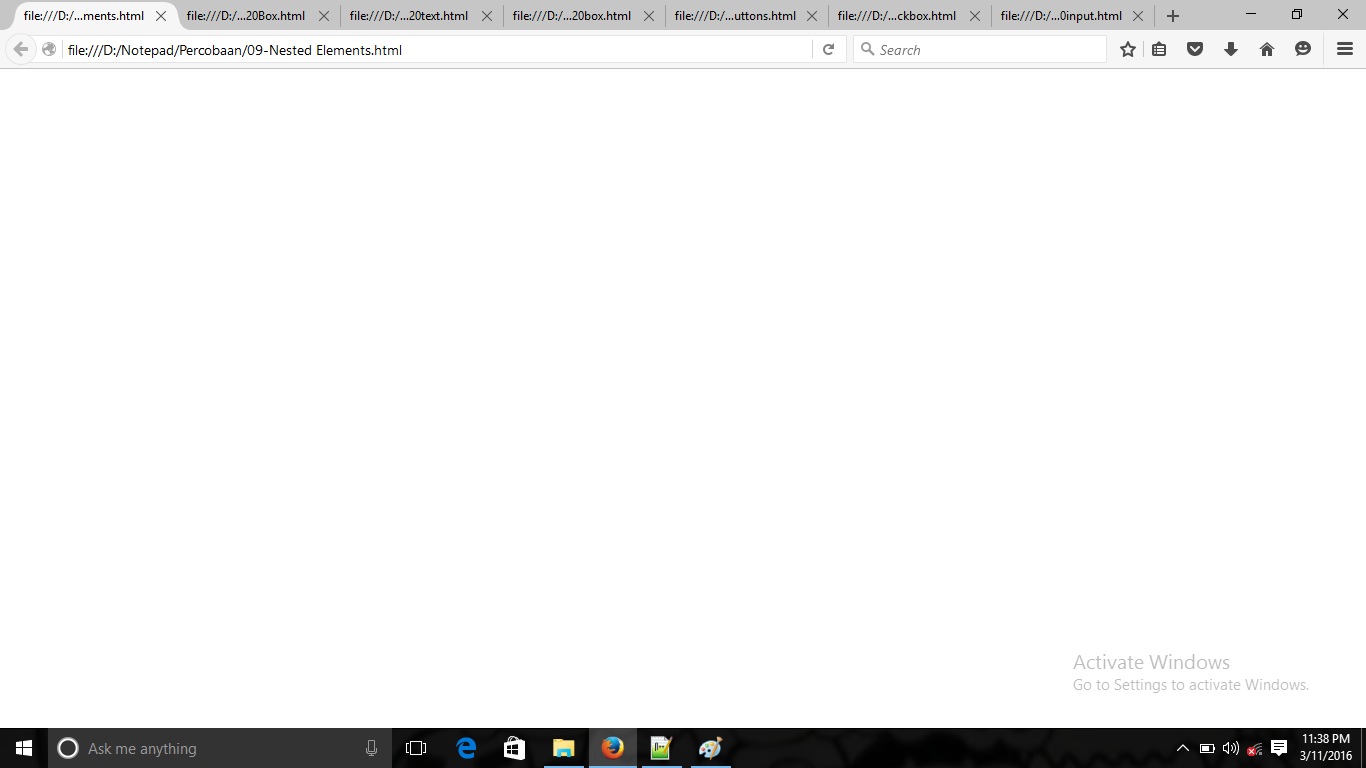 file:///D:/...ments.html
file:///D:/...20Box.html
file:///D:/...20text.html
file:///D:/...20box.html
file:///D:/...uttons.html
file:///D:/...ckbox.html
file:///D:/...0input.html
file:///D:/Notepad/Percobaan/09-Nested Elements.html
Search
Activate Windows
Go to Settings to activate Windows.
Ask me anything
11:38 PM
3/11/2016